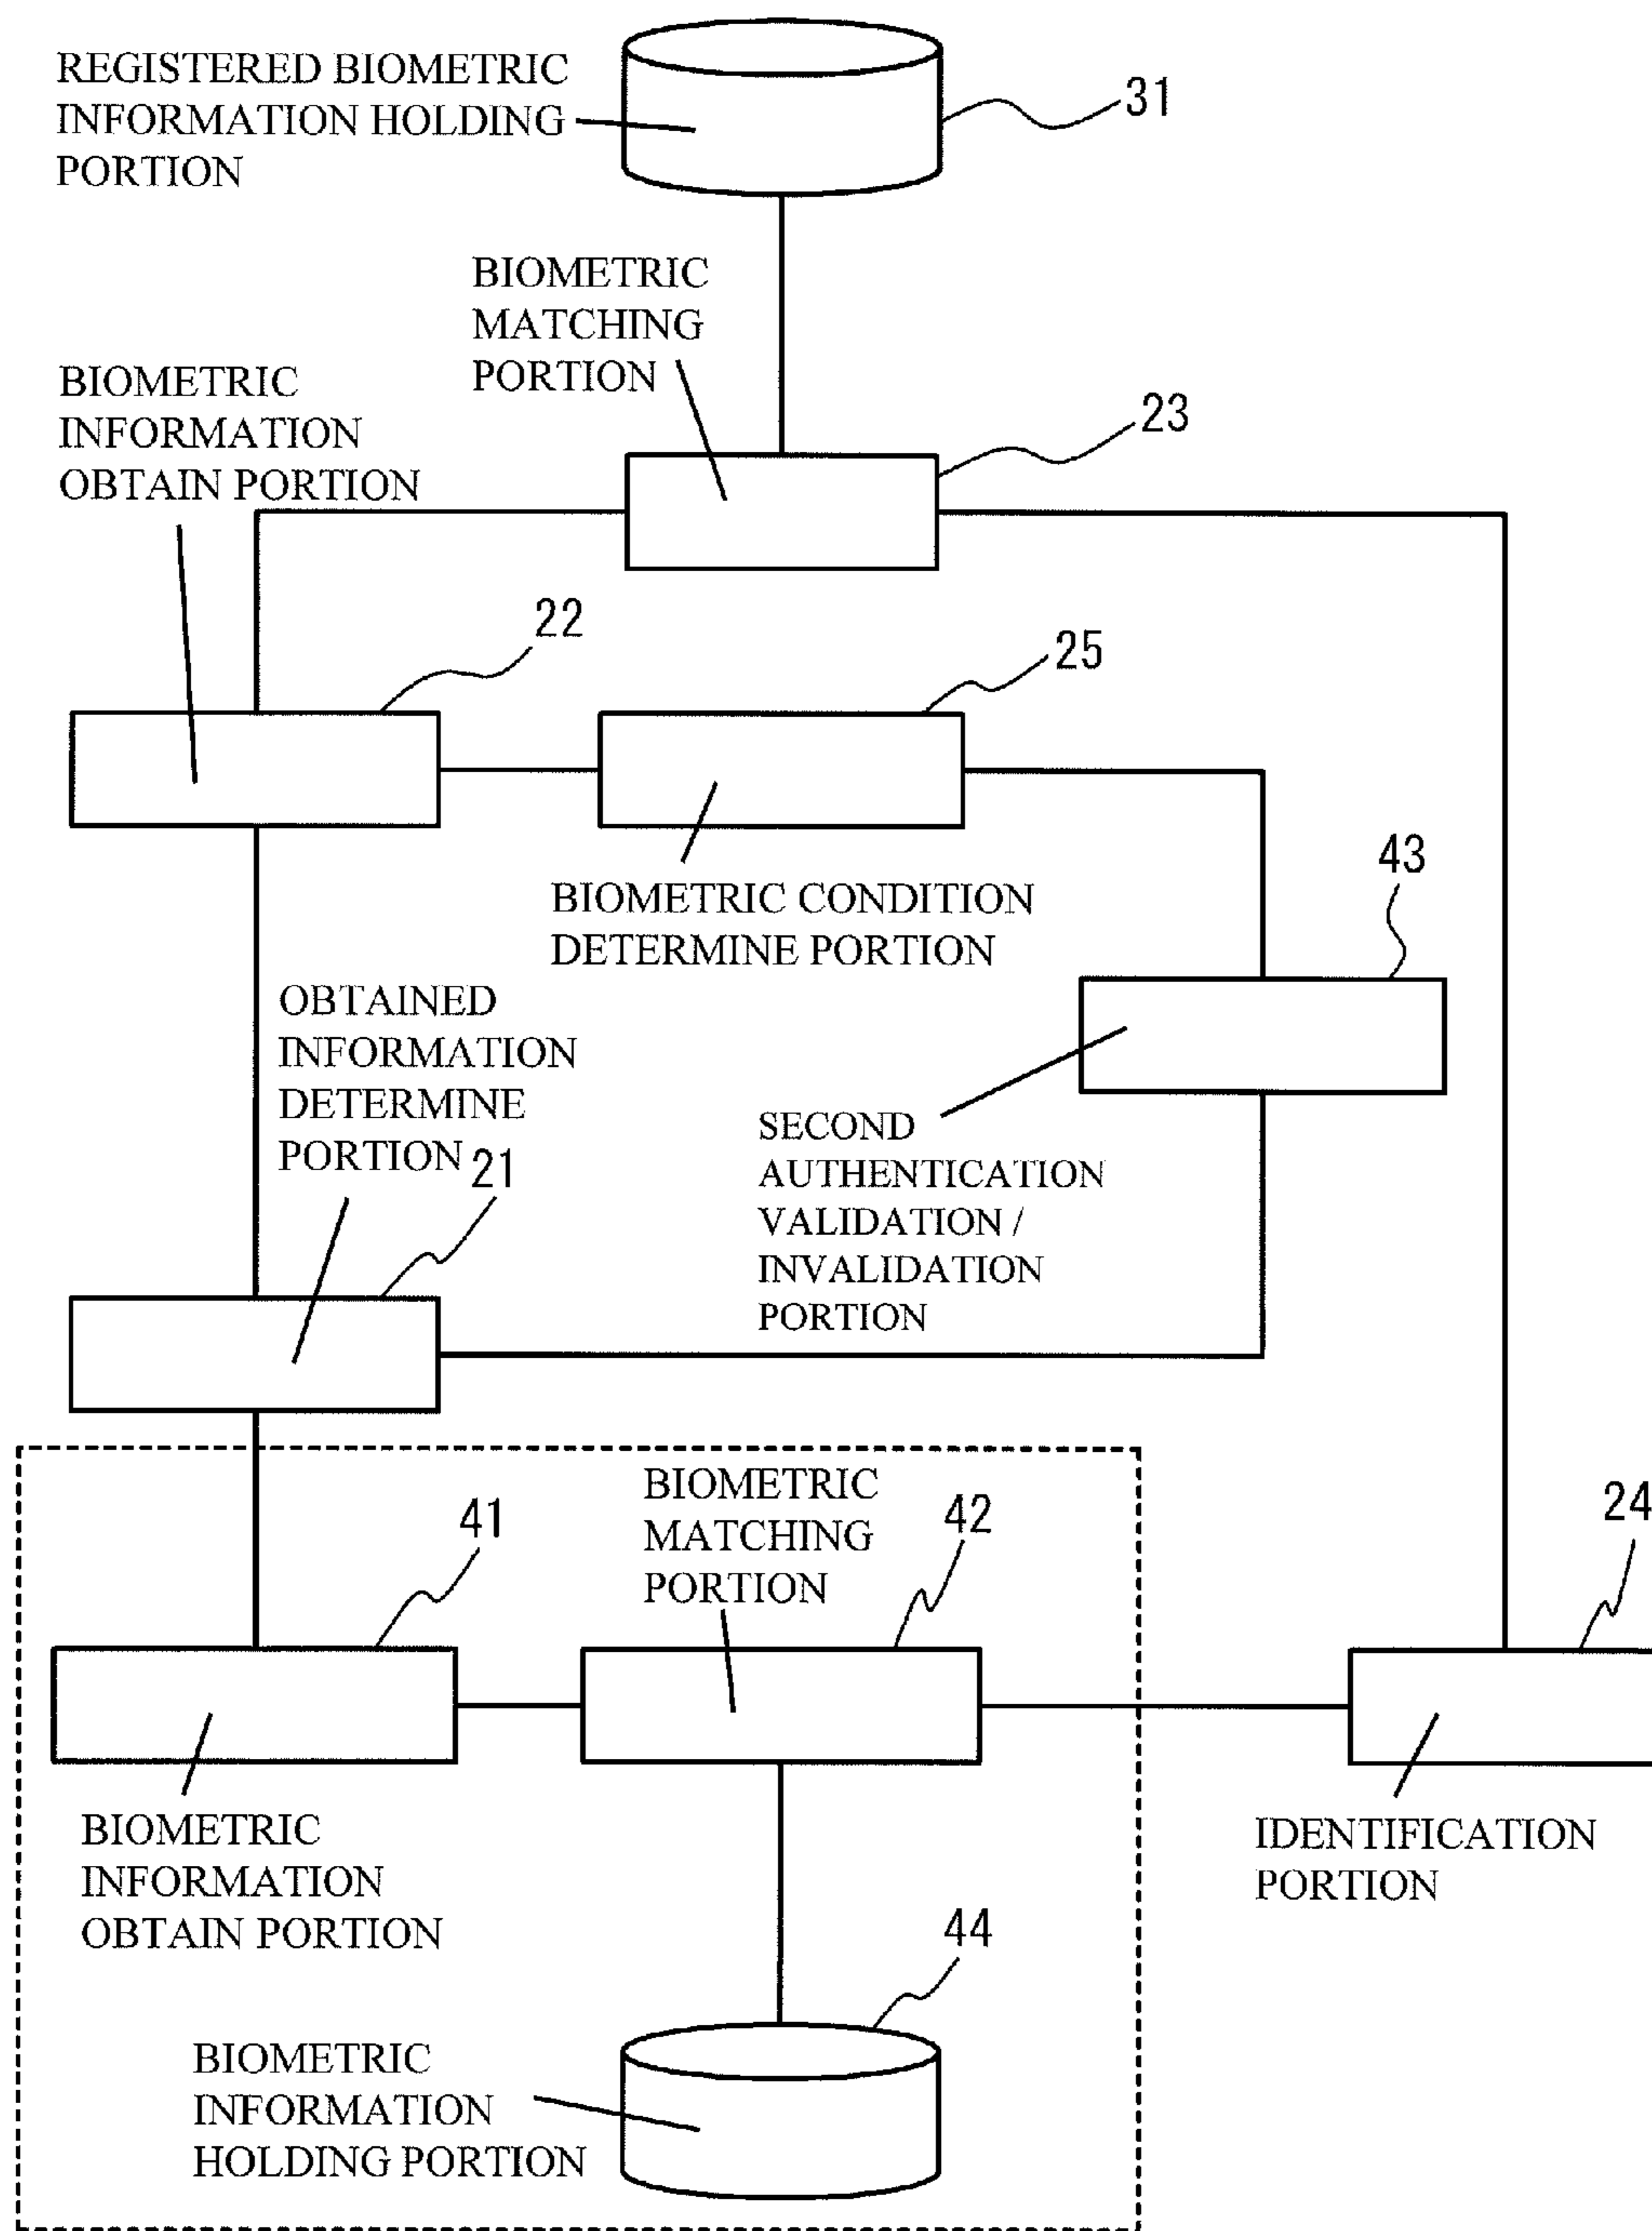 REGISTERED BIOMETRIC
INFORMATION HOLDING
PORTION
31
BIOMETRIC
MATCHING
PORTION
23
BIOMETRIC
INFORMATION
OBTAIN PORTION
22
25
BIOMETRIC CONDITION
DETERMINE PORTION
43
OBTAINED
INFORMATION
DETERMINE
PORTION
21
SECOND
AUTHENTICATION
VALIDATION /
INVALIDATION
PORTION
BIOMETRIC
MATCHING
PORTION
41
42
24
BIOMETRIC
INFORMATION
OBTAIN PORTION
IDENTIFICATION
PORTION
44
BIOMETRIC
INFORMATION
HOLDING PORTION